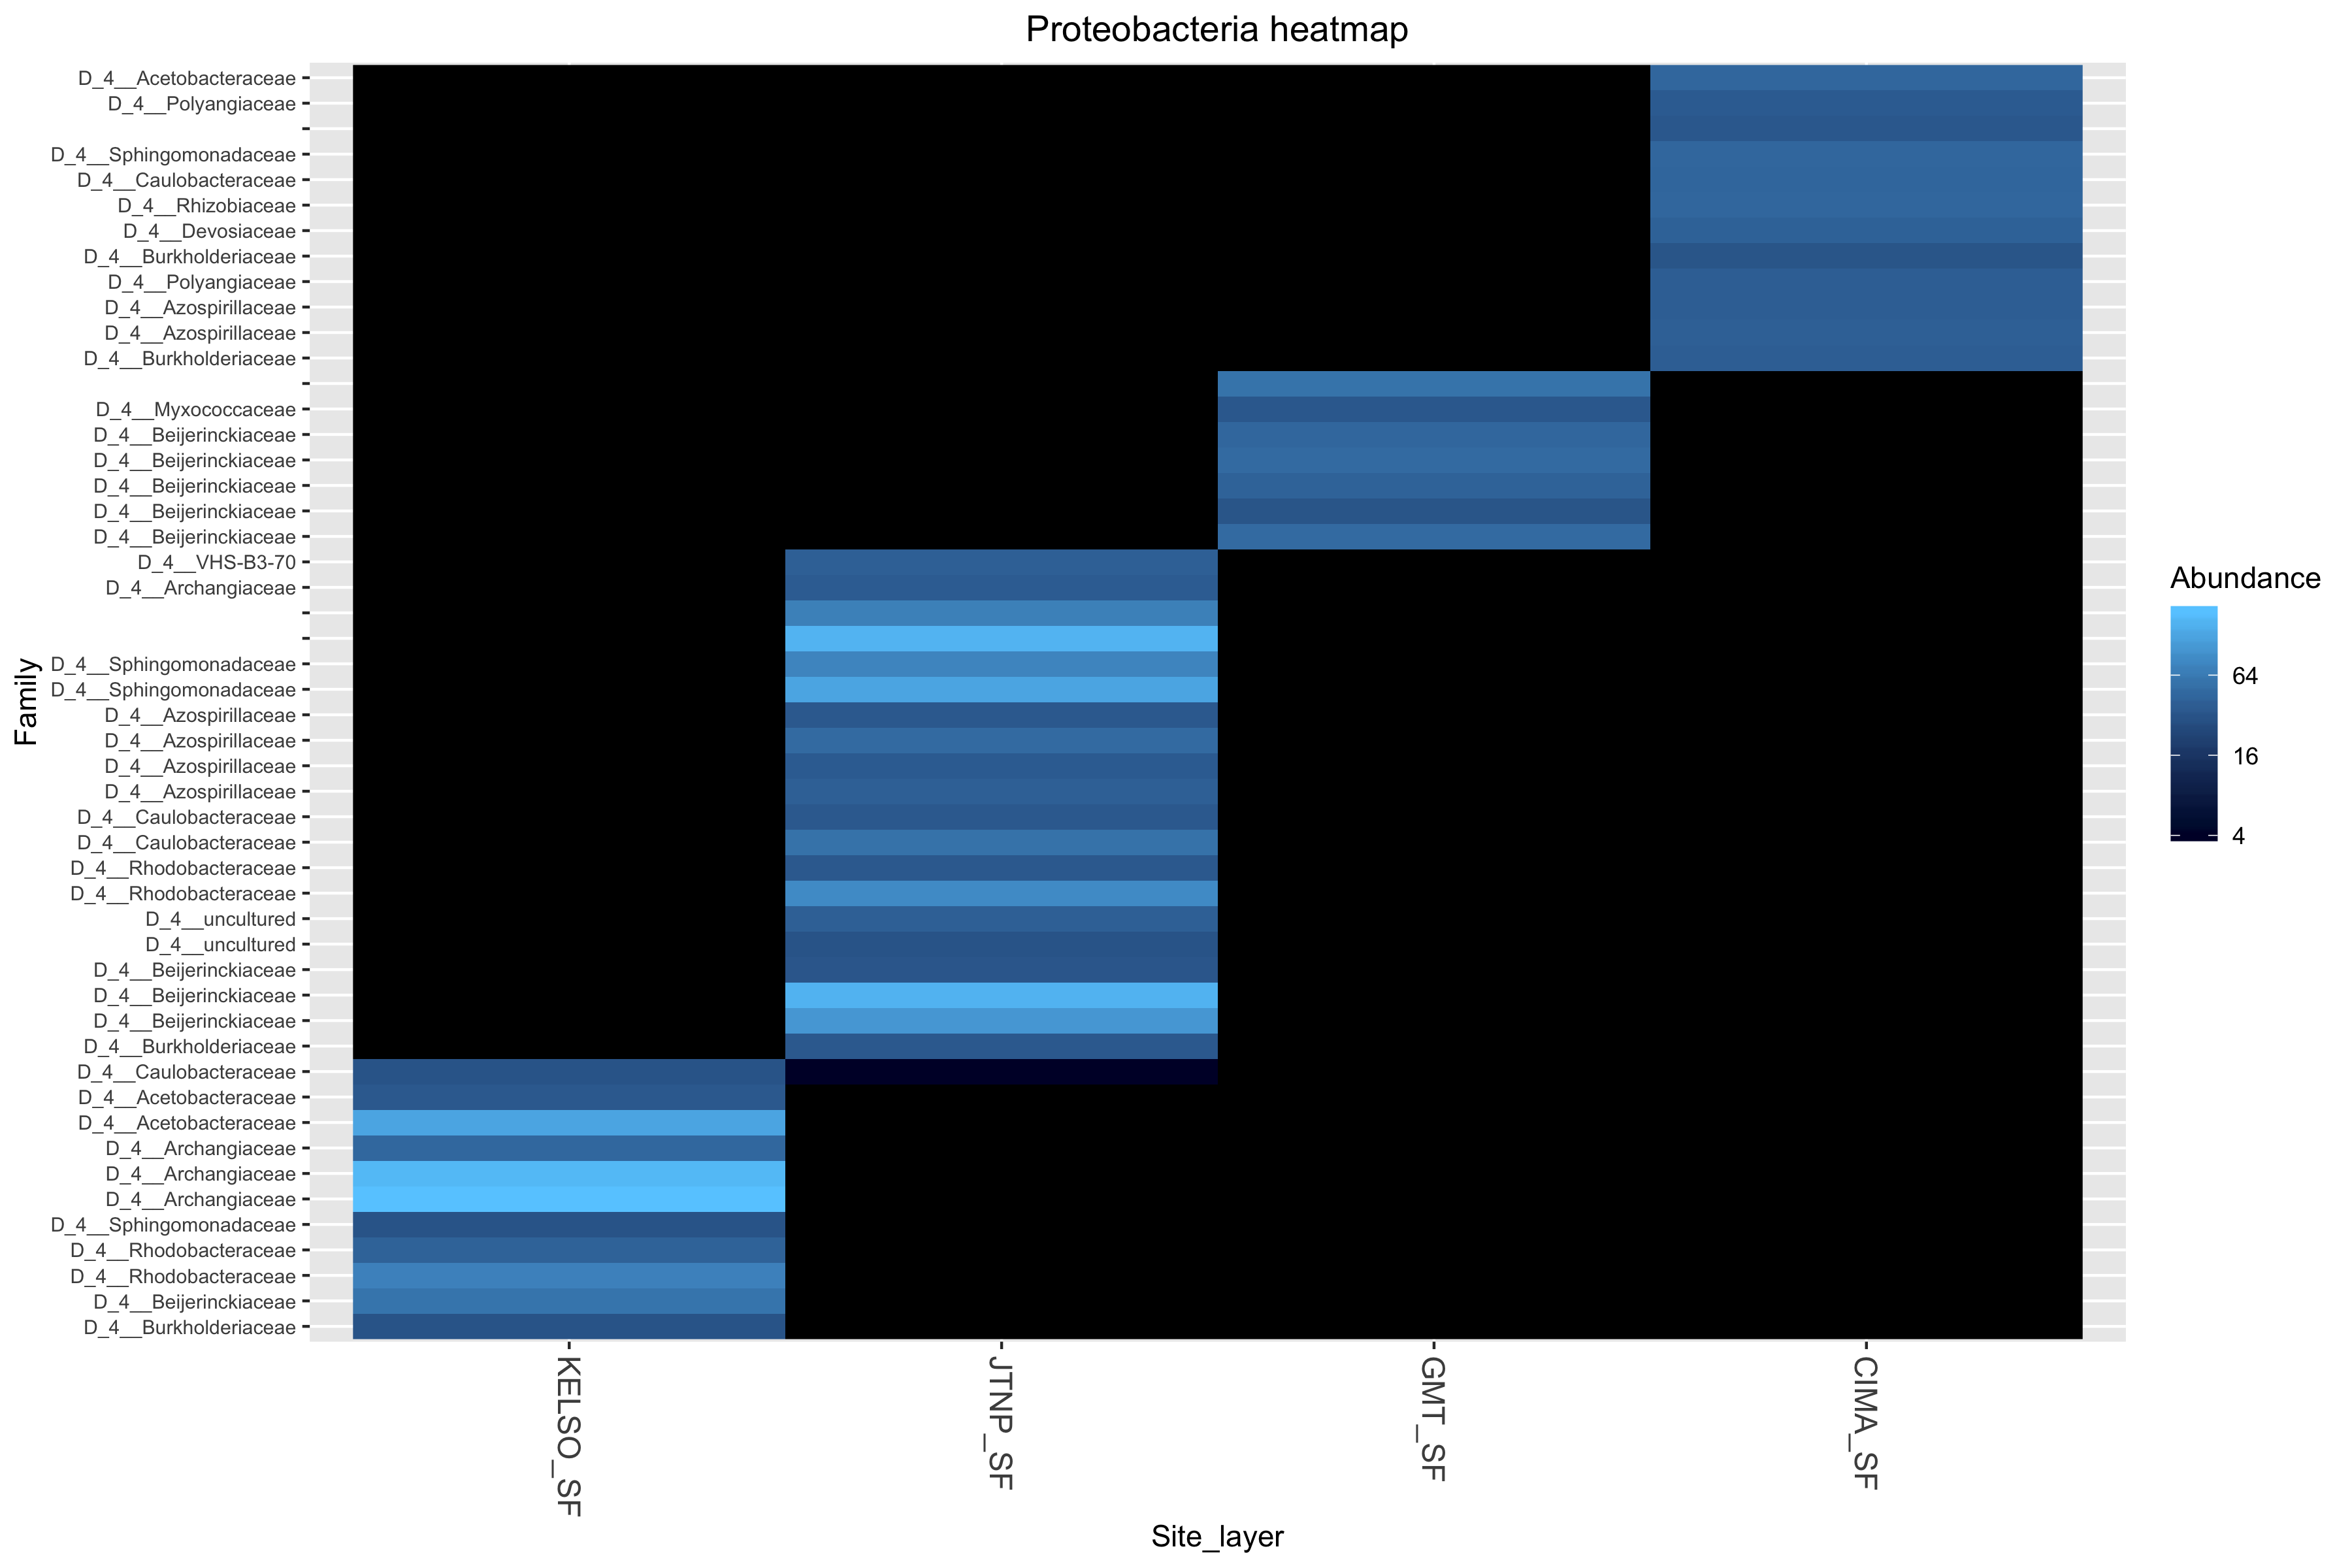 Proteobacteria heatmap
D_4__Acetobacteraceae
D_4__Polyangiaceae
D_4__Sphingomonadaceae
D_4__Caulobacteraceae
D_4__Rhizobiaceae
D_4__Devosiaceae
D_4__Burkholderiaceae
D_4__Polyangiaceae
D_4__Azospirillaceae
D_4__Azospirillaceae
D_4__Burkholderiaceae
D_4__Myxococcaceae
D_4__Beijerinckiaceae
D_4__Beijerinckiaceae
D_4__Beijerinckiaceae
D_4__Beijerinckiaceae
D_4__Beijerinckiaceae
D_4__VHS-B3-70
D_4__Archangiaceae
D_4__Sphingomonadaceae
D_4__Sphingomonadaceae
D_4__Azospirillaceae
D_4__Azospirillaceae
D_4__Azospirillaceae
D_4__Azospirillaceae
D_4__Caulobacteraceae
D_4__Caulobacteraceae
D_4__Rhodobacteraceae
D_4__Rhodobacteraceae
D_4__uncultured
D_4__uncultured
D_4__Beijerinckiaceae
D_4__Beijerinckiaceae
D_4__Beijerinckiaceae
D_4__Burkholderiaceae
D_4__Caulobacteraceae
D_4__Acetobacteraceae
D_4__Acetobacteraceae
D_4__Archangiaceae
D_4__Archangiaceae
D_4__Archangiaceae
D_4__Sphingomonadaceae
D_4__Rhodobacteraceae
D_4__Rhodobacteraceae
D_4__Beijerinckiaceae
D_4__Burkholderiaceae
Family
KELSO_SF
JTNP_SF
GMT_SF
CIMA_SF
Site_layer
Abundance
64
16
4